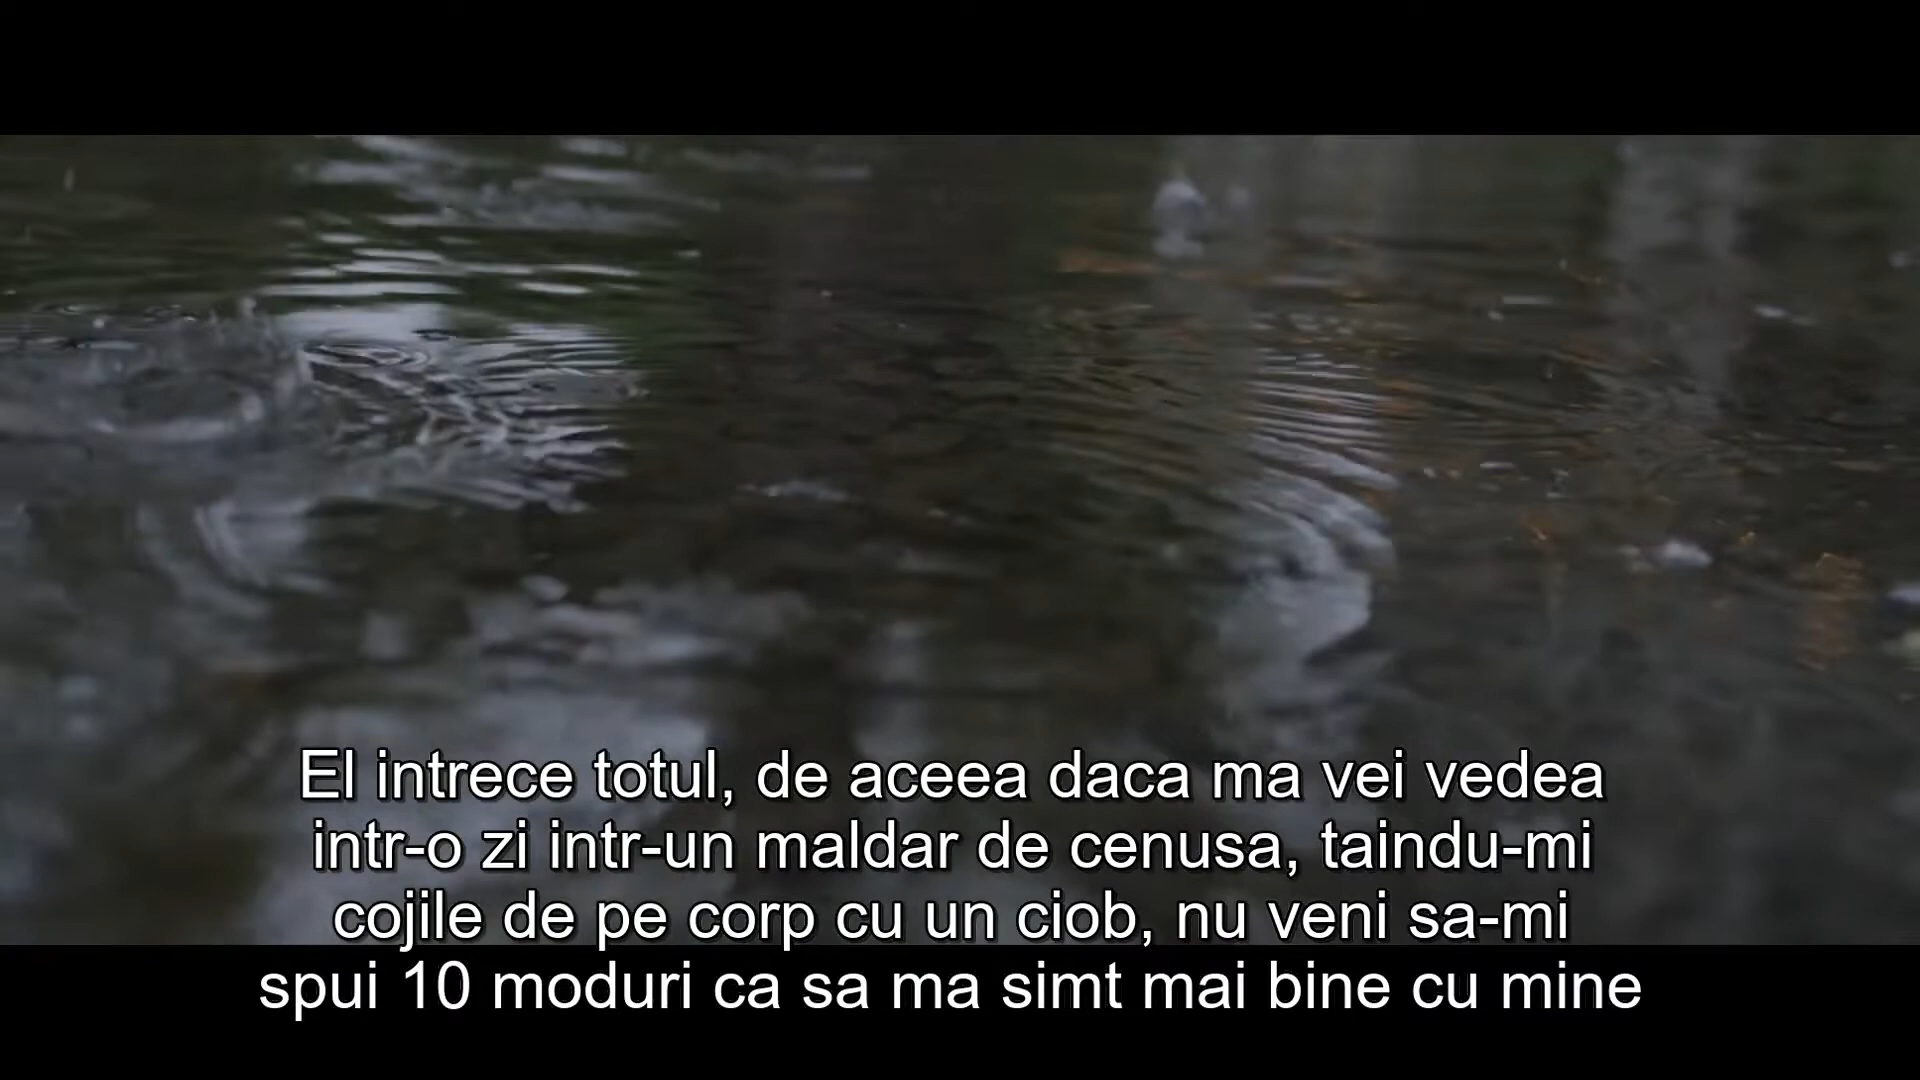 El intrece totul, de aceea daca ma vei vedea
intr-o zi intr-un maldar de cenusa, taindu-mi
cojile de pe corp cu un ciob, nu veni sa-mi
spui 10 moduri ca sa ma simt mai bine cu mine